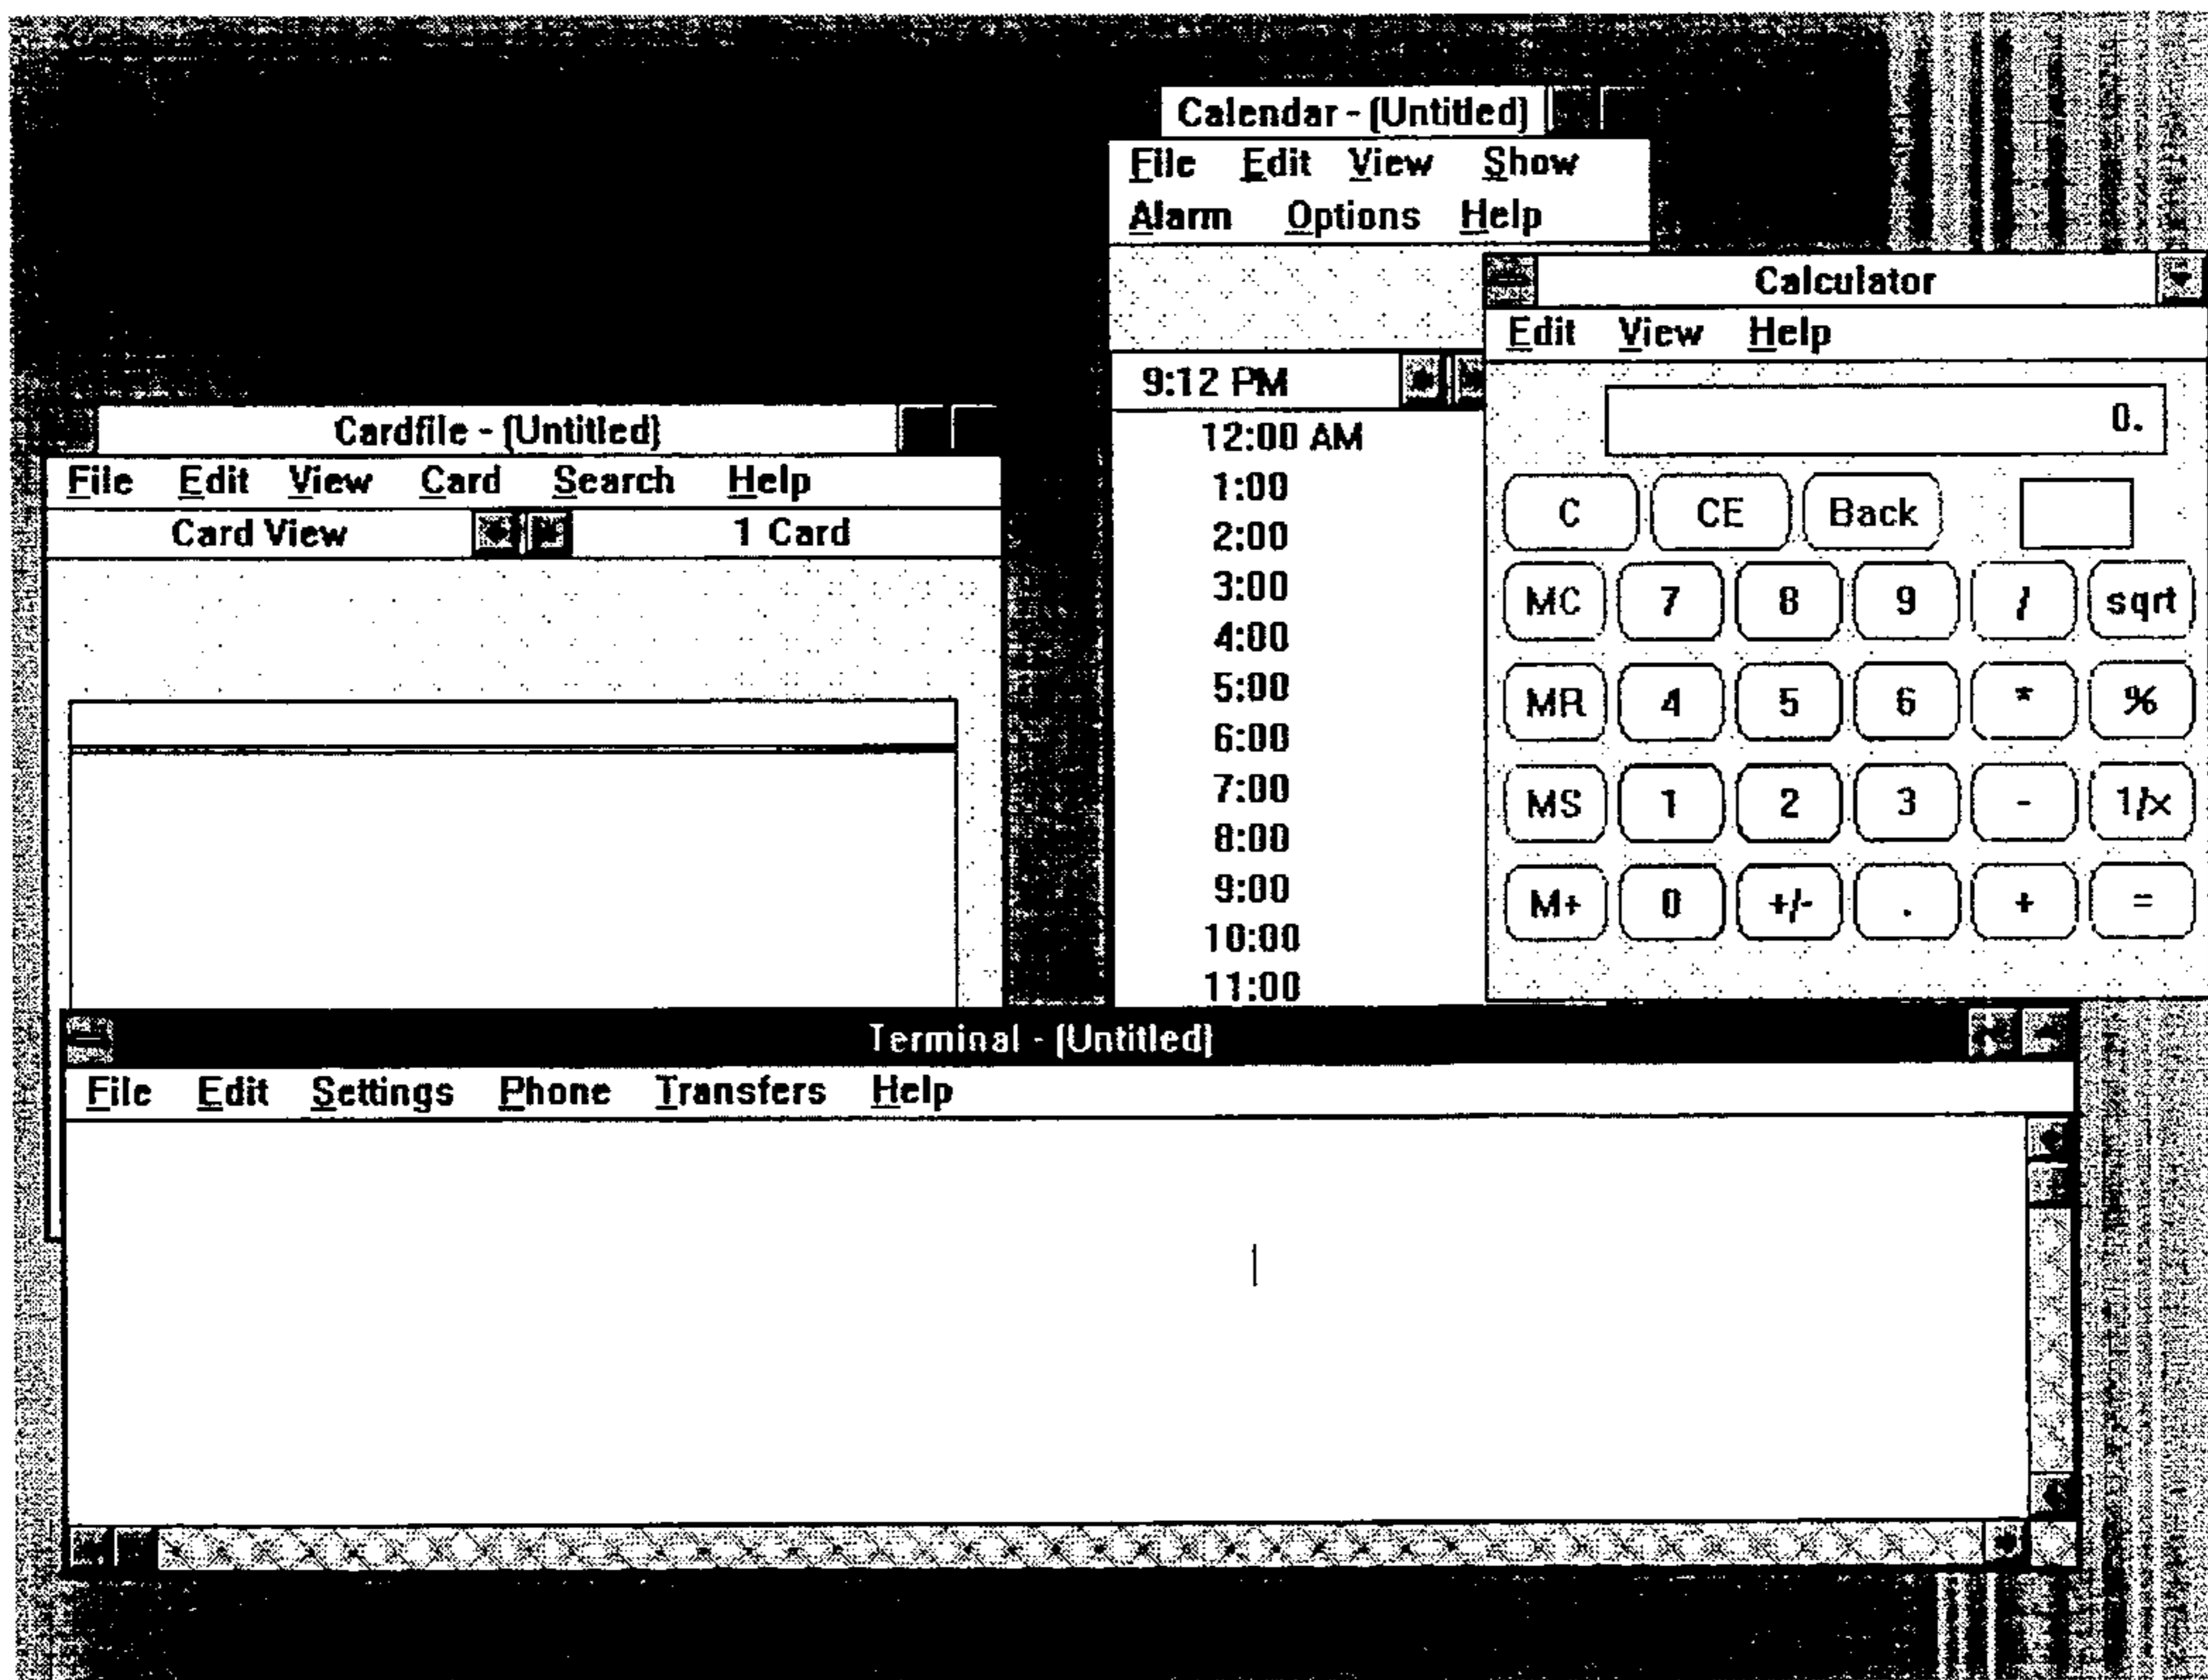 Calendar - (Untitled)
File Edit View Show
Alarm Options Help
9:12 PM
12:00 AM
1:00
2:00
3:00
4:00
5:00
6:00
7:00
8:00
9:00
10:00
11:00
Calculator
Edit View Help
0.
C CE Back
MC 7 8 9 / sqrt
MR 4 5 6 * %
MS 1 2 3 - 1/x
M+ 0 +/- . + =
Cardfile - (Untitled)
File Edit View Card Search Help
Card View 1 Card
Terminal - (Untitled)
File Edit Settings Phone Transfers Help